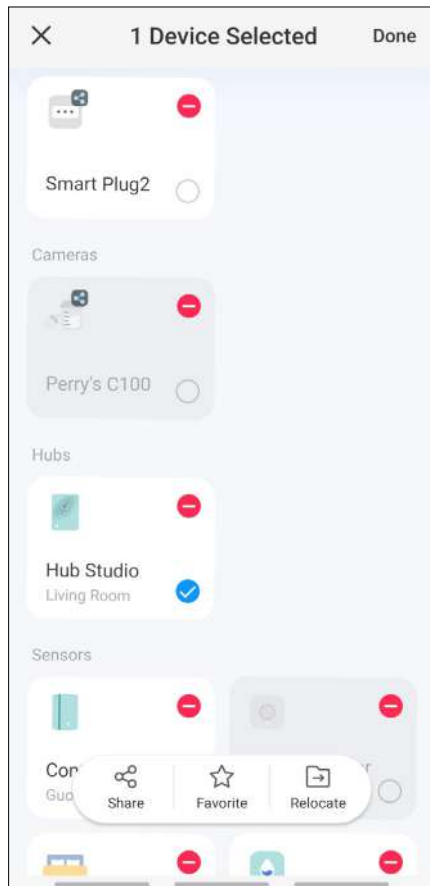 1 Device Selected
Done
Smart Plug2
Cameras
Perry's C100
Hubs
Hub Studio
Living Room
Sensors
Share
Favorite
Relocate